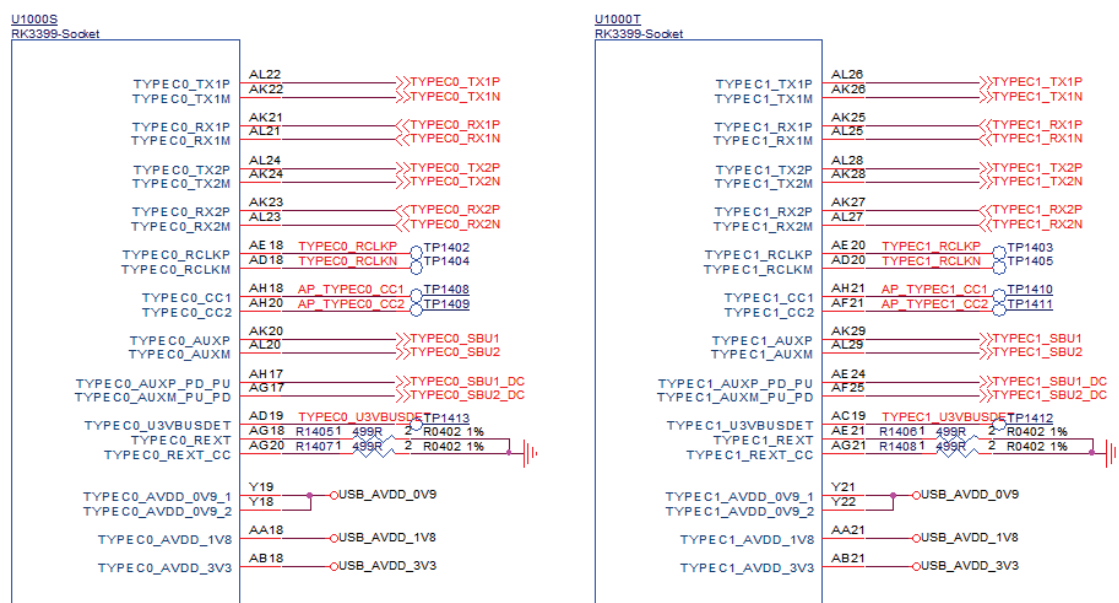 U1000S
RK3399-Socket
TYPEC0_TX1P AL22 TYPEC0_TX1P
TYPEC0_TX1M AK22 TYPEC0_TX1N
TYPEC0_RX1P AK21 TYPEC0_RX1P
TYPEC0_RX1M AL21 TYPEC0_RX1N
TYPEC0_TX2P AL24 TYPEC0_TX2P
TYPEC0_TX2M AK24 TYPEC0_TX2N
TYPEC0_RX2P AK23 TYPEC0_RX2P
TYPEC0_RX2M AL23 TYPEC0_RX2N
TYPEC0_RCLKP AE18 TYPEC0_RCLKP TP1402
TYPEC0_RCLKM AD18 TYPEC0_RCLKN TP1404
TYPEC0_CC1 AH18 AP_TYPEC0_CC1 TP1408
TYPEC0_CC2 AH20 AP_TYPEC0_CC2 TP1409
TYPEC0_AUXP AK20 TYPEC0_SBU1
TYPEC0_AUXM AL20 TYPEC0_SBU2
TYPEC0_AUXP_PD_PU AH17 TYPEC0_SBU1_DC
TYPEC0_AUXM_PU_PD AG17 TYPEC0_SBU2_DC
TYPEC0_U3VBUSDET AD19 TYPEC0_U3VBUSDET TP1413
TYPEC0_REXT AG18 R1405 1 499R 2 R0402 1%
TYPEC0_REXT_CC AG20 R1407 1 499R 2 R0402 1%
TYPEC0_AVDD_0V9_1 Y19 USB_AVDD_0V9
TYPEC0_AVDD_0V9_2 Y18
TYPEC0_AVDD_1V8 AA18 USB_AVDD_1V8
TYPEC0_AVDD_3V3 AB18 USB_AVDD_3V3
U1000T
RK3399-Socket
TYPEC1_TX1P AL26 TYPEC1_TX1P
TYPEC1_TX1M AK26 TYPEC1_TX1N
TYPEC1_RX1P AK25 TYPEC1_RX1P
TYPEC1_RX1M AL25 TYPEC1_RX1N
TYPEC1_TX2P AL28 TYPEC1_TX2P
TYPEC1_TX2M AK28 TYPEC1_TX2N
TYPEC1_RX2P AK27 TYPEC1_RX2P
TYPEC1_RX2M AL27 TYPEC1_RX2N
TYPEC1_RCLKP AE20 TYPEC1_RCLKP TP1403
TYPEC1_RCLKM AD20 TYPEC1_RCLKN TP1405
TYPEC1_CC1 AH21 AP_TYPEC1_CC1 TP1410
TYPEC1_CC2 AF21 AP_TYPEC1_CC2 TP1411
TYPEC1_AUXP AK29 TYPEC1_SBU1
TYPEC1_AUXM AL29 TYPEC1_SBU2
TYPEC1_AUXP_PD_PU AE24 TYPEC1_SBU1_DC
TYPEC1_AUXM_PU_PD AF25 TYPEC1_SBU2_DC
TYPEC1_U3VBUSDET AC19 TYPEC1_U3VBUSDET TP1412
TYPEC1_REXT AE21 R1406 1 499R 2 R0402 1%
TYPEC1_REXT_CC AG21 R1408 1 499R 2 R0402 1%
TYPEC1_AVDD_0V9_1 Y21 USB_AVDD_0V9
TYPEC1_AVDD_0V9_2 Y22
TYPEC1_AVDD_1V8 AA21 USB_AVDD_1V8
TYPEC1_AVDD_3V3 AB21 USB_AVDD_3V3